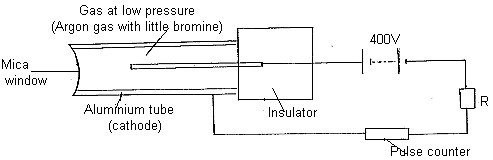 Gas at low pressure
(Argon gas with little bromine)
400V
Mica
window
R
Aluminium tube
(cathode)
Insulator
Pulse counter